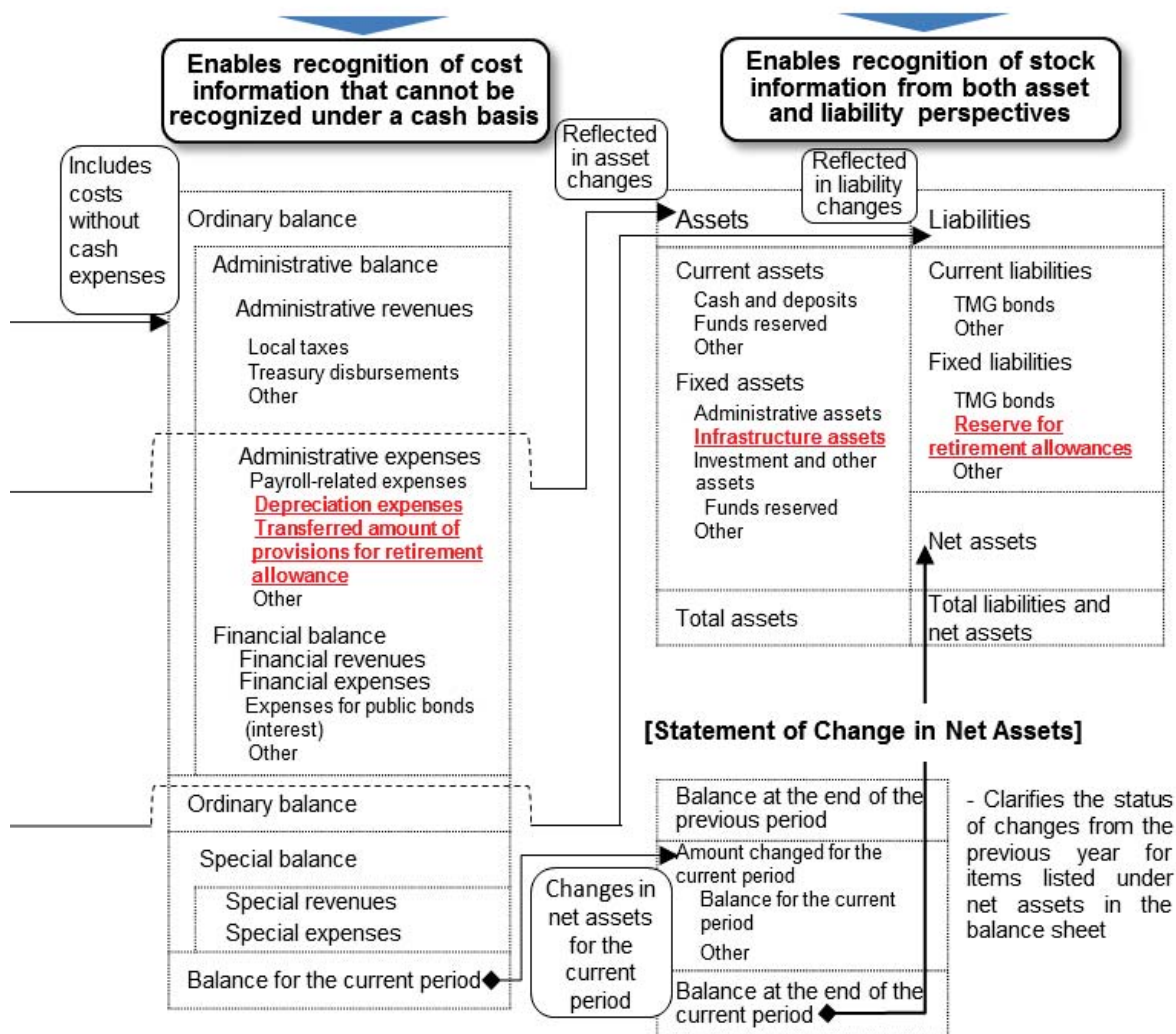 Enables recognition of cost
information that cannot be
recognized under a cash basis
Enables recognition of stock
information from both asset
and liability perspectives
Includes
costs
without
cash
expenses
Reflected
in asset
changes
Reflected
in liability
changes
Ordinary balance
Administrative balance
Administrative revenues
Local taxes
Treasury disbursements
Other
Administrative expenses
Payroll-related expenses
Depreciation expenses
Transferred amount of
provisions for retirement
allowance
Other
Financial balance
Financial revenues
Financial expenses
Expenses for public bonds
(interest)
Other
Ordinary balance
Special balance
Special revenues
Special expenses
Balance for the current period
Assets
Current assets
Cash and deposits
Funds reserved
Other
Fixed assets
Administrative assets
Infrastructure assets
Investment and other
assets
Funds reserved
Other
Total assets
Liabilities
Current liabilities
TMG bonds
Other
Fixed liabilities
TMG bonds
Reserve for
retirement allowances
Other
Net assets
Total liabilities and
net assets
[Statement of Change in Net Assets]
Changes in
net assets
for the
current
period
Balance at the end of the
previous period
Amount changed for the
current period
Balance for the current
period
Other
Balance at the end of the
current period
- Clarifies the status
of changes from the
previous year for
items listed under
net assets in the
balance sheet